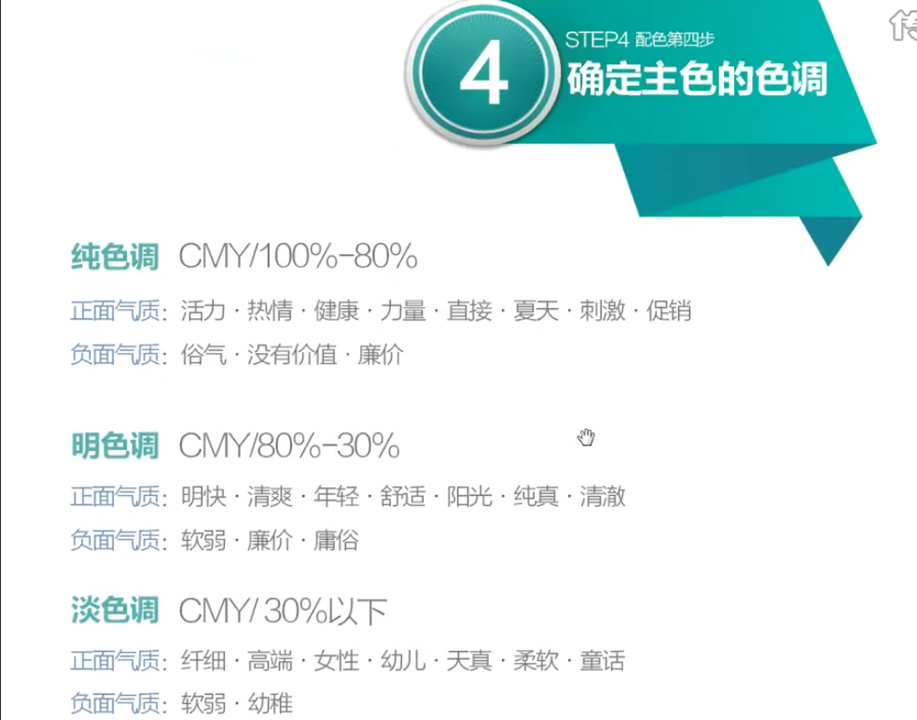 4
STEP4 配色第四步
确定主色的色调
纯色调 CMY/100%-80%
正面气质：活力·热情·健康·力量·直接·夏天·刺激·促销
负面气质：俗气·没有价值·廉价
明色调 CMY/80%-30%
正面气质：明快·清爽·年轻·舒适·阳光·纯真·清澈
负面气质：软弱·廉价·庸俗
淡色调 CMY/ 30%以下
正面气质：纤细·高端·女性·幼儿·天真·柔软·童话
负面气质：软弱·幼稚